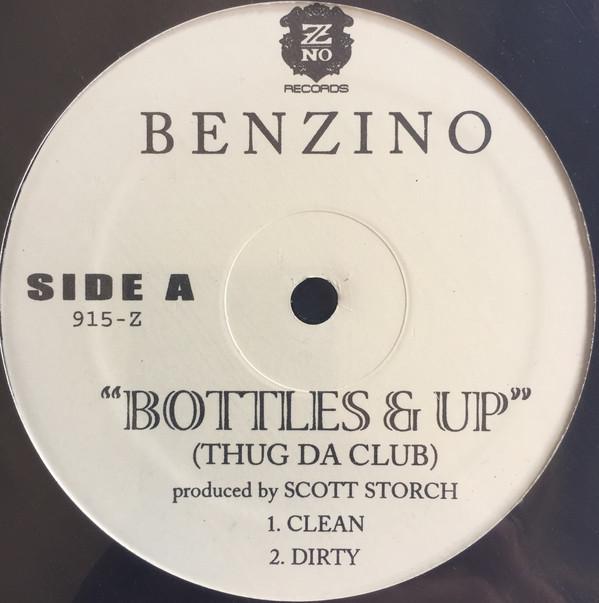 Z
NO
RECORDS
BENZINO
SIDE A
915-Z
“BOTTLES & UP”
(THUG DA CLUB)
produced by SCOTT STORCH
1. CLEAN
2. DIRTY